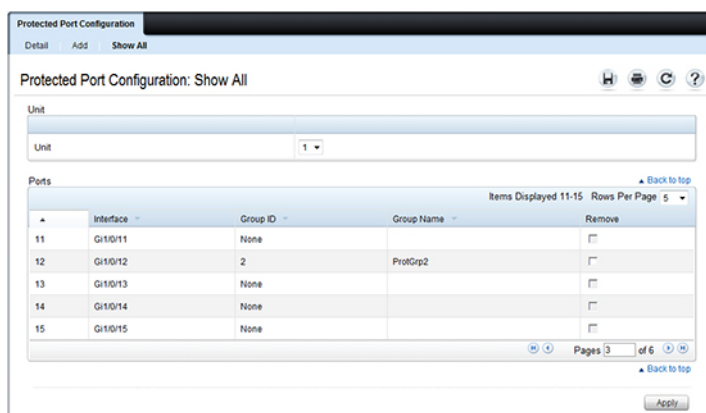 Protected Port Configuration
Detail Add Show All
Protected Port Configuration: Show All
Unit
Unit 1
Ports Back to top
Items Displayed 11-15 Rows Per Page 5
Interface Group ID Group Name Remove
11 Gi1/0/11 None
12 Gi1/0/12 2 ProtGrp2
13 Gi1/0/13 None
14 Gi1/0/14 None
15 Gi1/0/15 None
Pages 3 of 6
Back to top
Apply